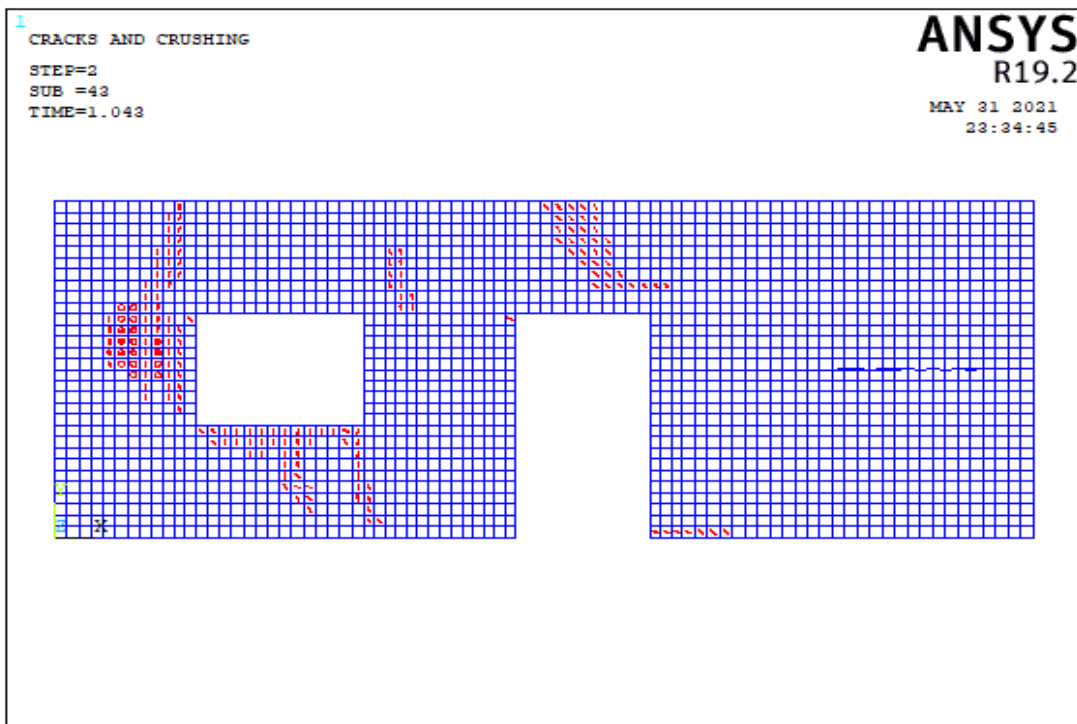 1
CRACKS AND CRUSHING
STEP=2
SUB =43
TIME=1.043
ANSYS
R19.2
MAY 31 2021
23:34:45
Y
Z X